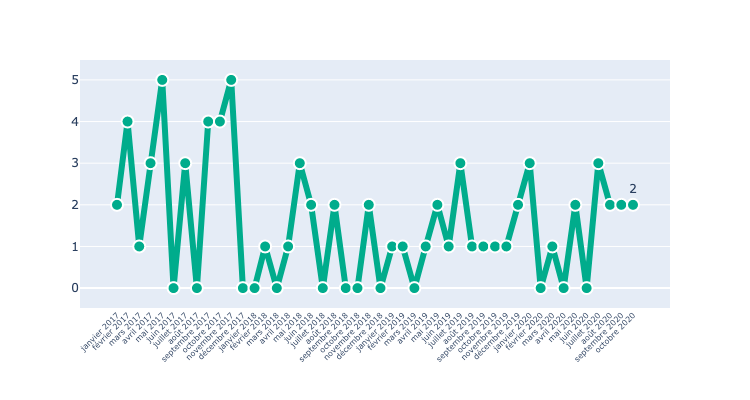 5
4
3
2
1
0
2
janvier 2017
février 2017
mars 2017
avril 2017
mai 2017
juin 2017
juillet 2017
août 2017
septembre 2017
octobre 2017
novembre 2017
décembre 2017
janvier 2018
février 2018
mars 2018
avril 2018
mai 2018
juin 2018
juillet 2018
août 2018
septembre 2018
octobre 2018
novembre 2018
décembre 2018
janvier 2019
février 2019
mars 2019
avril 2019
mai 2019
juin 2019
juillet 2019
août 2019
septembre 2019
octobre 2019
novembre 2019
décembre 2019
janvier 2020
février 2020
mars 2020
avril 2020
mai 2020
juin 2020
juillet 2020
août 2020
septembre 2020
octobre 2020